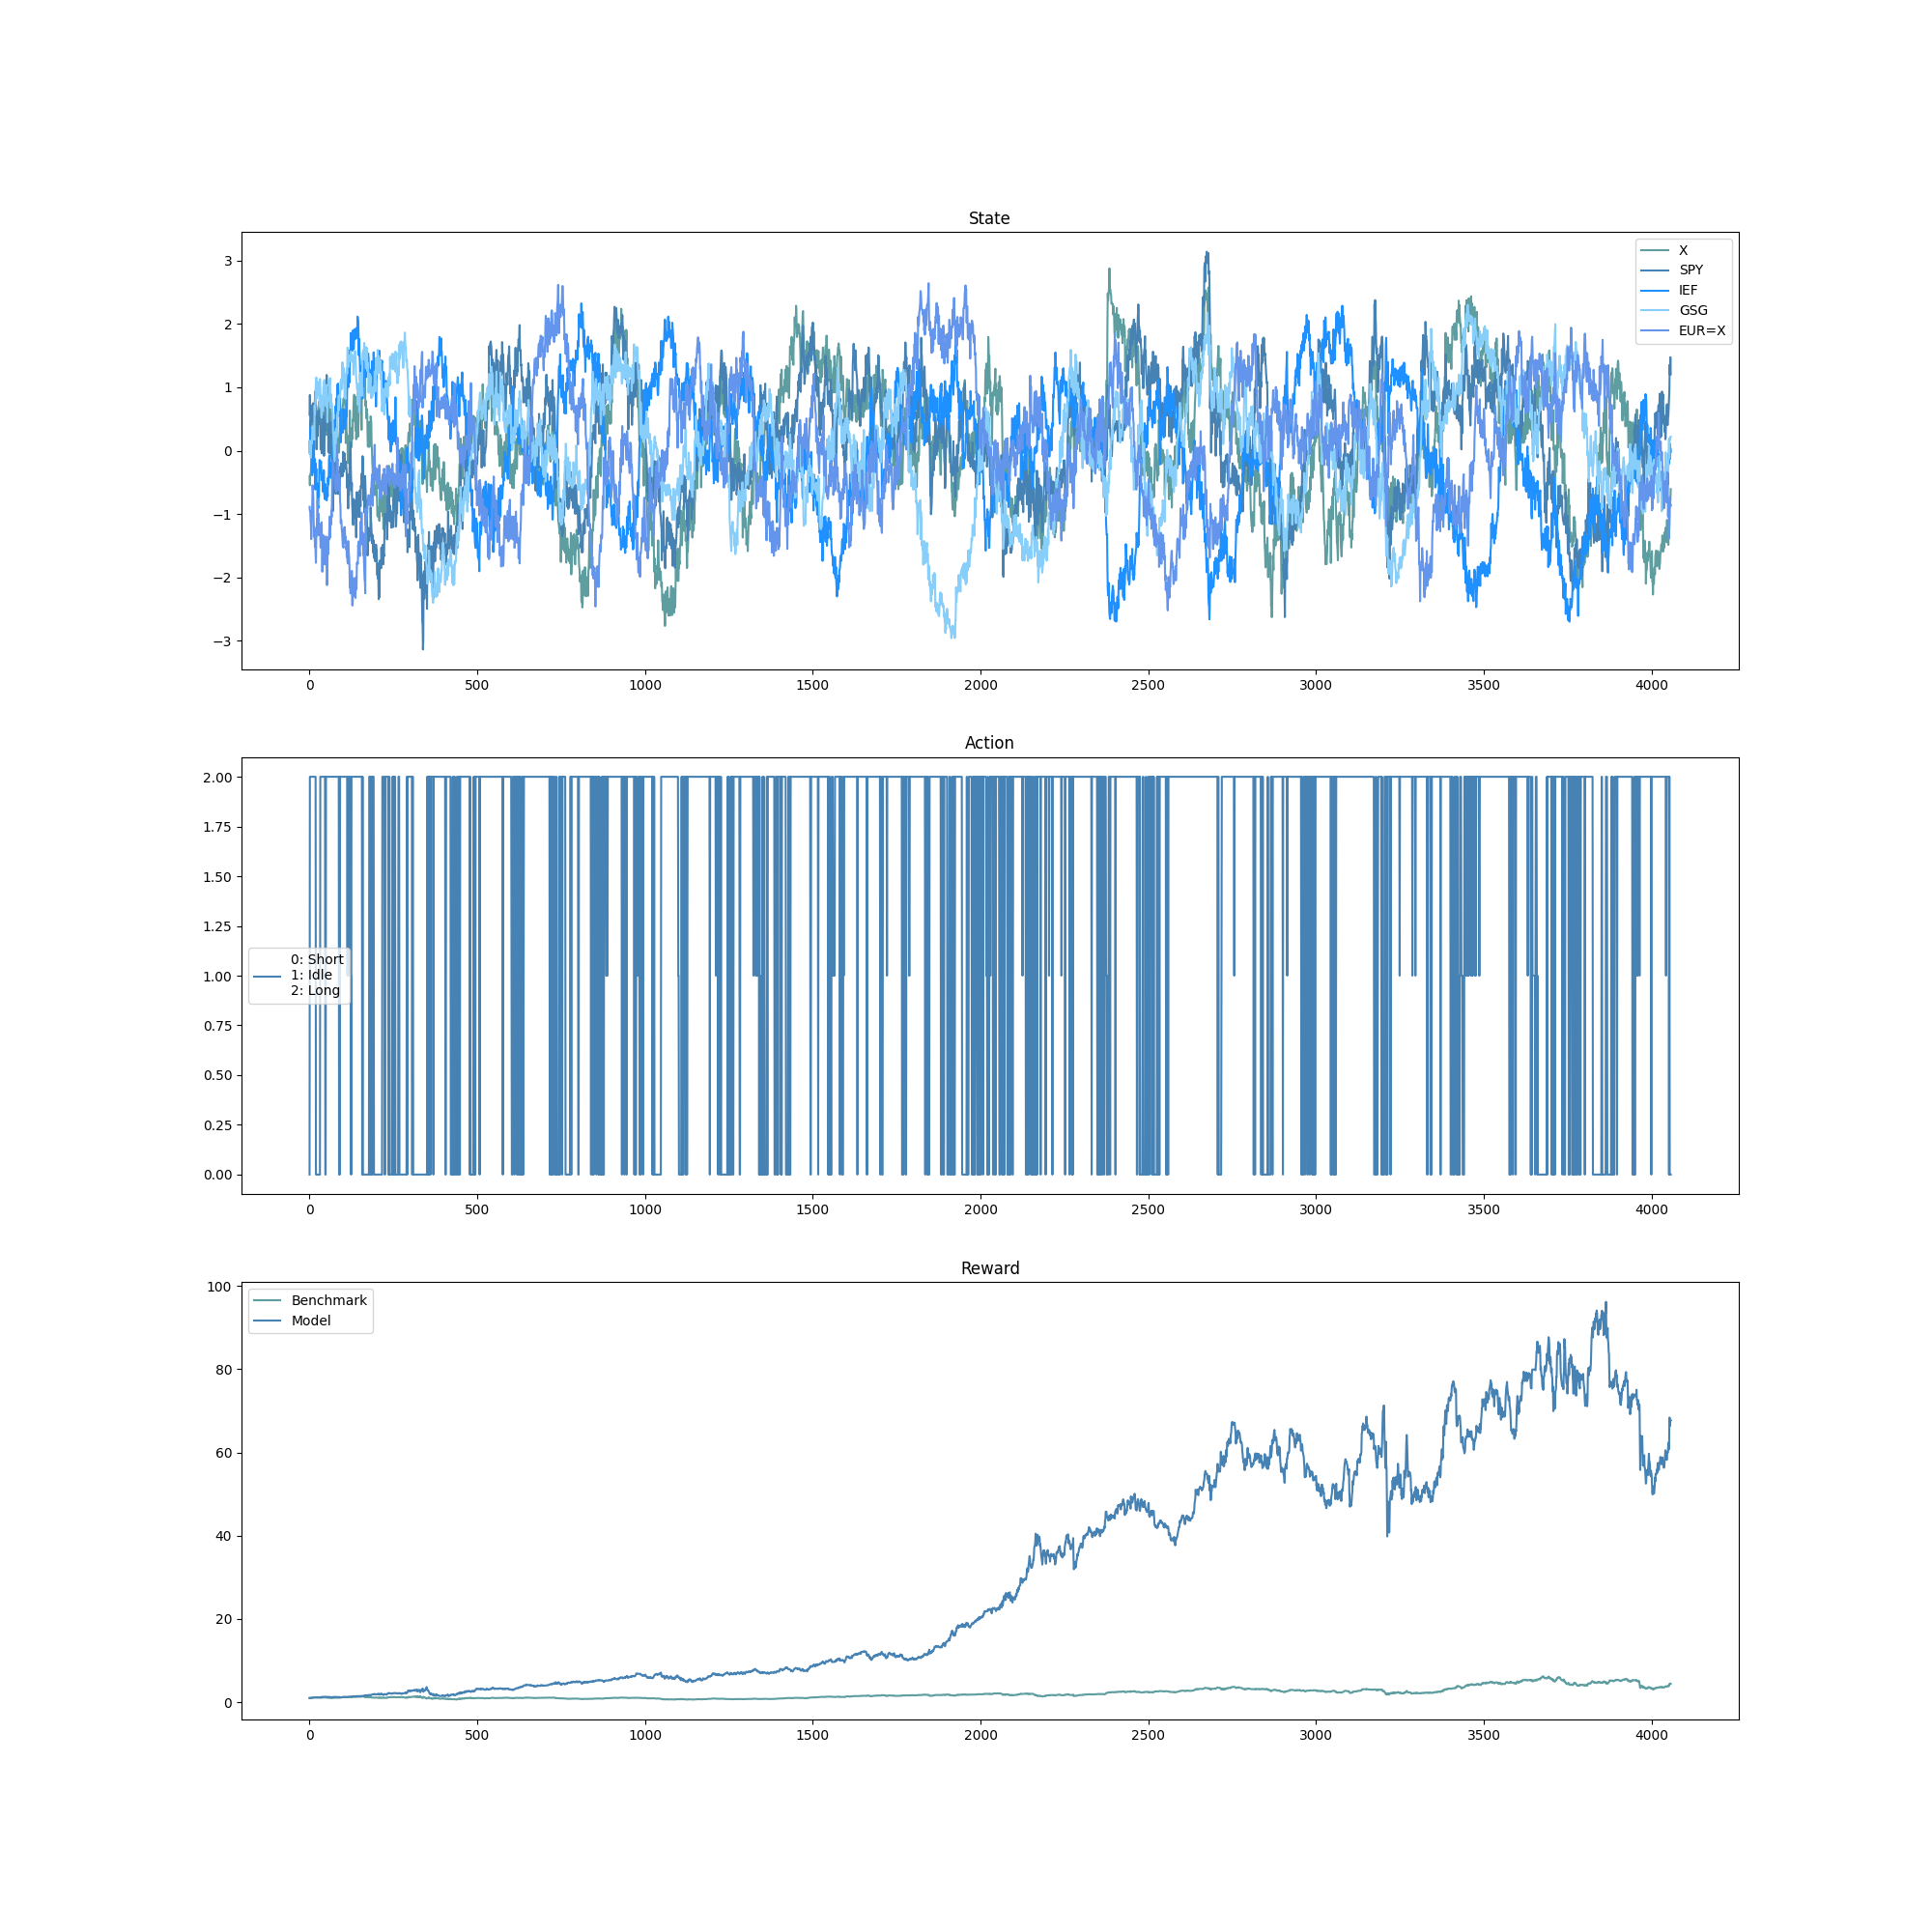 State
3
2
1
0
−1
−2
−3
X
SPY
IEF
GSG
EUR=X
0 500 1000 1500 2000 2500 3000 3500 4000
Action
2.00
1.75
1.50
1.25
1.00
0.75
0.50
0.25
0.00
0: Short
1: Idle
2: Long
0 500 1000 1500 2000 2500 3000 3500 4000
Reward
100
80
60
40
20
0
Benchmark
Model
0 500 1000 1500 2000 2500 3000 3500 4000